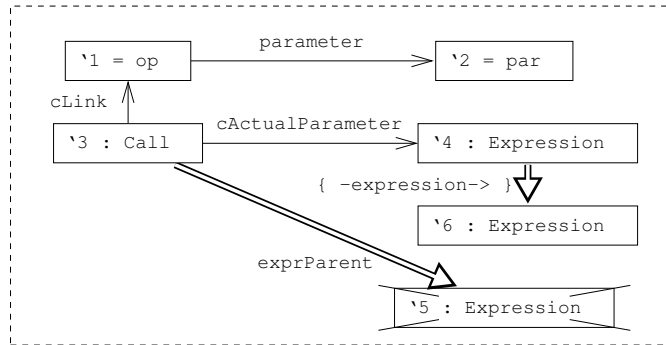 parameter
‵1 = op
‵2 = par
cLink
cActualParameter
‵3 : Call
‵4 : Expression
{ -expression-> }
‵6 : Expression
exprParent
‵5 : Expression